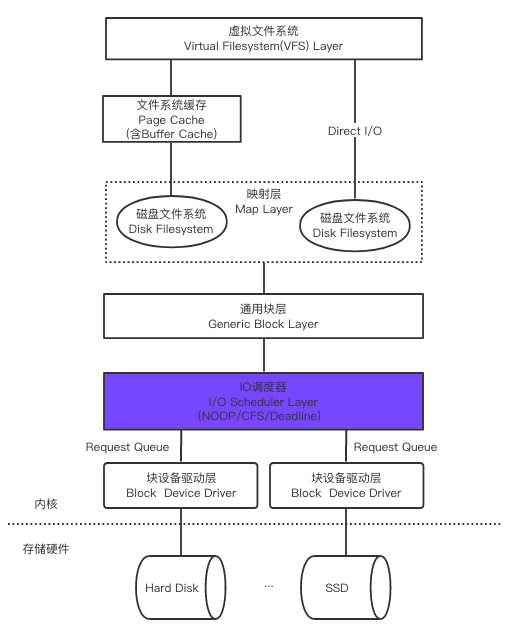 虚拟文件系统
Virtual Filesystem(VFS) Layer
文件系统缓存
Page Cache
(含Buffer Cache)
Direct I/O
映射层
Map Layer
磁盘文件系统
Disk Filesystem
磁盘文件系统
Disk Filesystem
通用块层
Generic Block Layer
IO调度器
I/O Scheduler Layer
(NOOP/CFS/Deadline)
Request Queue
Request Queue
块设备驱动层
Block Device Driver
块设备驱动层
Block Device Driver
内核
存储硬件
Hard Disk
...
SSD